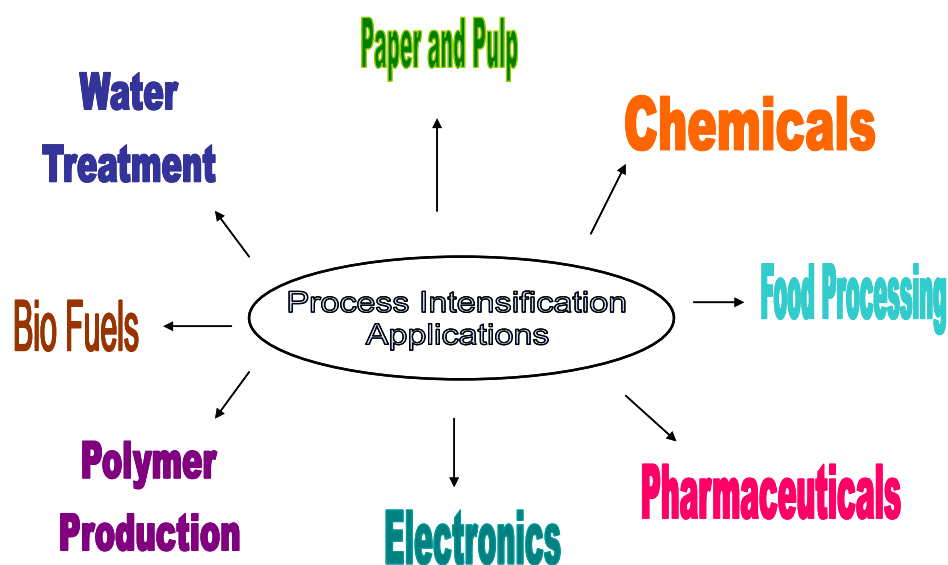 Paper and Pulp
Water
Treatment
Chemicals
Process Intensification
Applications
Food Processing
Bio Fuels
Polymer
Production
Pharmaceuticals
Electronics